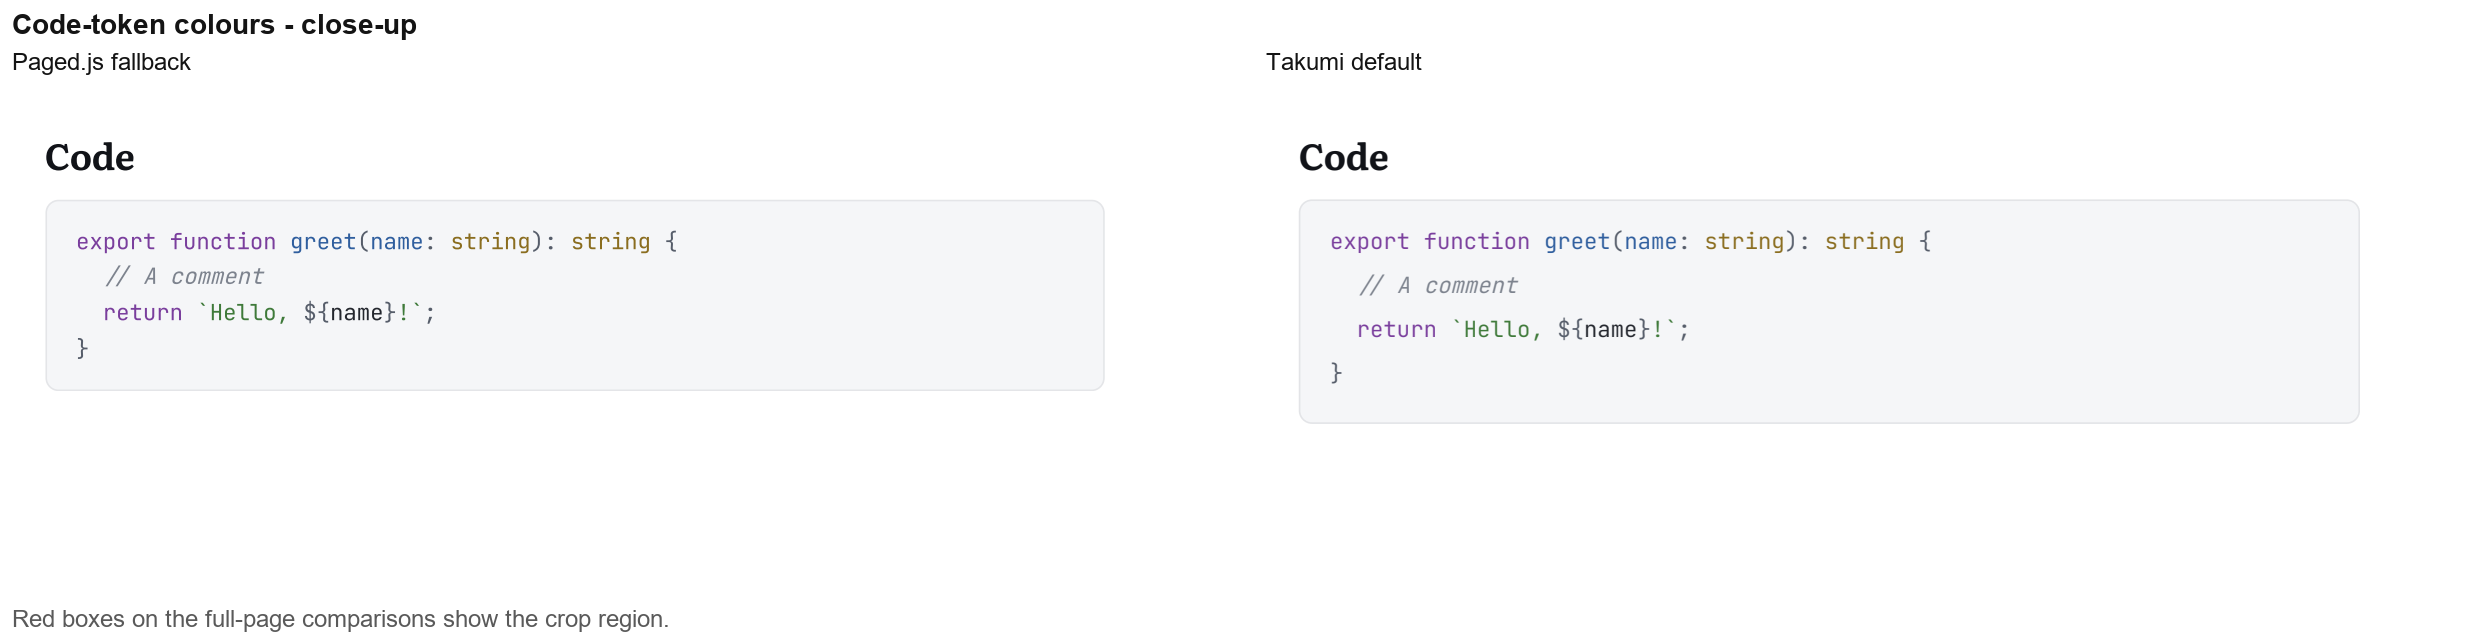 Code-token colours - close-up
Paged.js fallback
Code
export function greet(name: string): string {
  // A comment
  return `Hello, ${name}!`;
}
Takumi default
Code
export function greet(name: string): string {
  // A comment
  return `Hello, ${name}!`;
}
Red boxes on the full-page comparisons show the crop region.